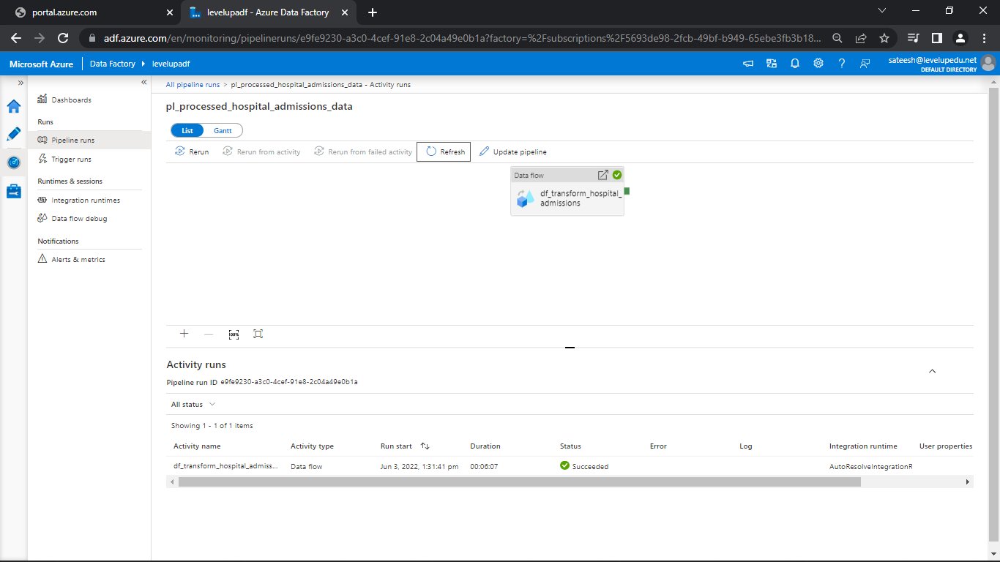 portal.azure.com
levelupadf - Azure Data Factory
adf.azure.com/en/monitoring/pipelineruns/e9fe9230-a3c0-4cef-91e8-2c04a49e0b1a?factory=%2Fsubscriptions%2F5693de98-2fcb-49bf-b949-65ebe3fb3b18...
Microsoft Azure
Data Factory
levelupadf
sateesh@levelupedu.net
DEFAULT DIRECTORY
Dashboards
Runs
Pipeline runs
Trigger runs
Runtimes & sessions
Integration runtimes
Data flow debug
Notifications
Alerts & metrics
All pipeline runs > pl_processed_hospital_admissions_data - Activity runs
pl_processed_hospital_admissions_data
List Gantt
Rerun Rerun from activity Rerun from failed activity Refresh Update pipeline
Data flow
df_transform_hospital_
admissions
100%
Activity runs
Pipeline run ID e9fe9230-a3c0-4cef-91e8-2c04a49e0b1a
All status
Showing 1 - 1 of 1 items
Activity name Activity type Run start Duration Status Error Log Integration runtime User properties
df_transform_hospital_admiss... Data flow Jun 3, 2022, 1:31:41 pm 00:06:07 Succeeded AutoResolveIntegrationR